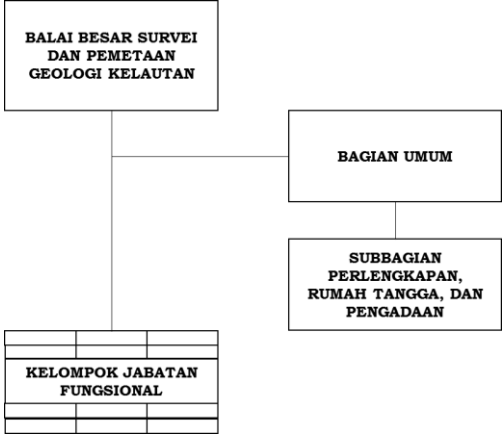 BALAI BESAR SURVEI
DAN PEMETAAN
GEOLOGI KELAUTAN
BAGIAN UMUM
SUBBAGIAN
PERLENGKAPAN,
RUMAH TANGGA, DAN
PENGADAAN
KELOMPOK JABATAN
FUNGSIONAL